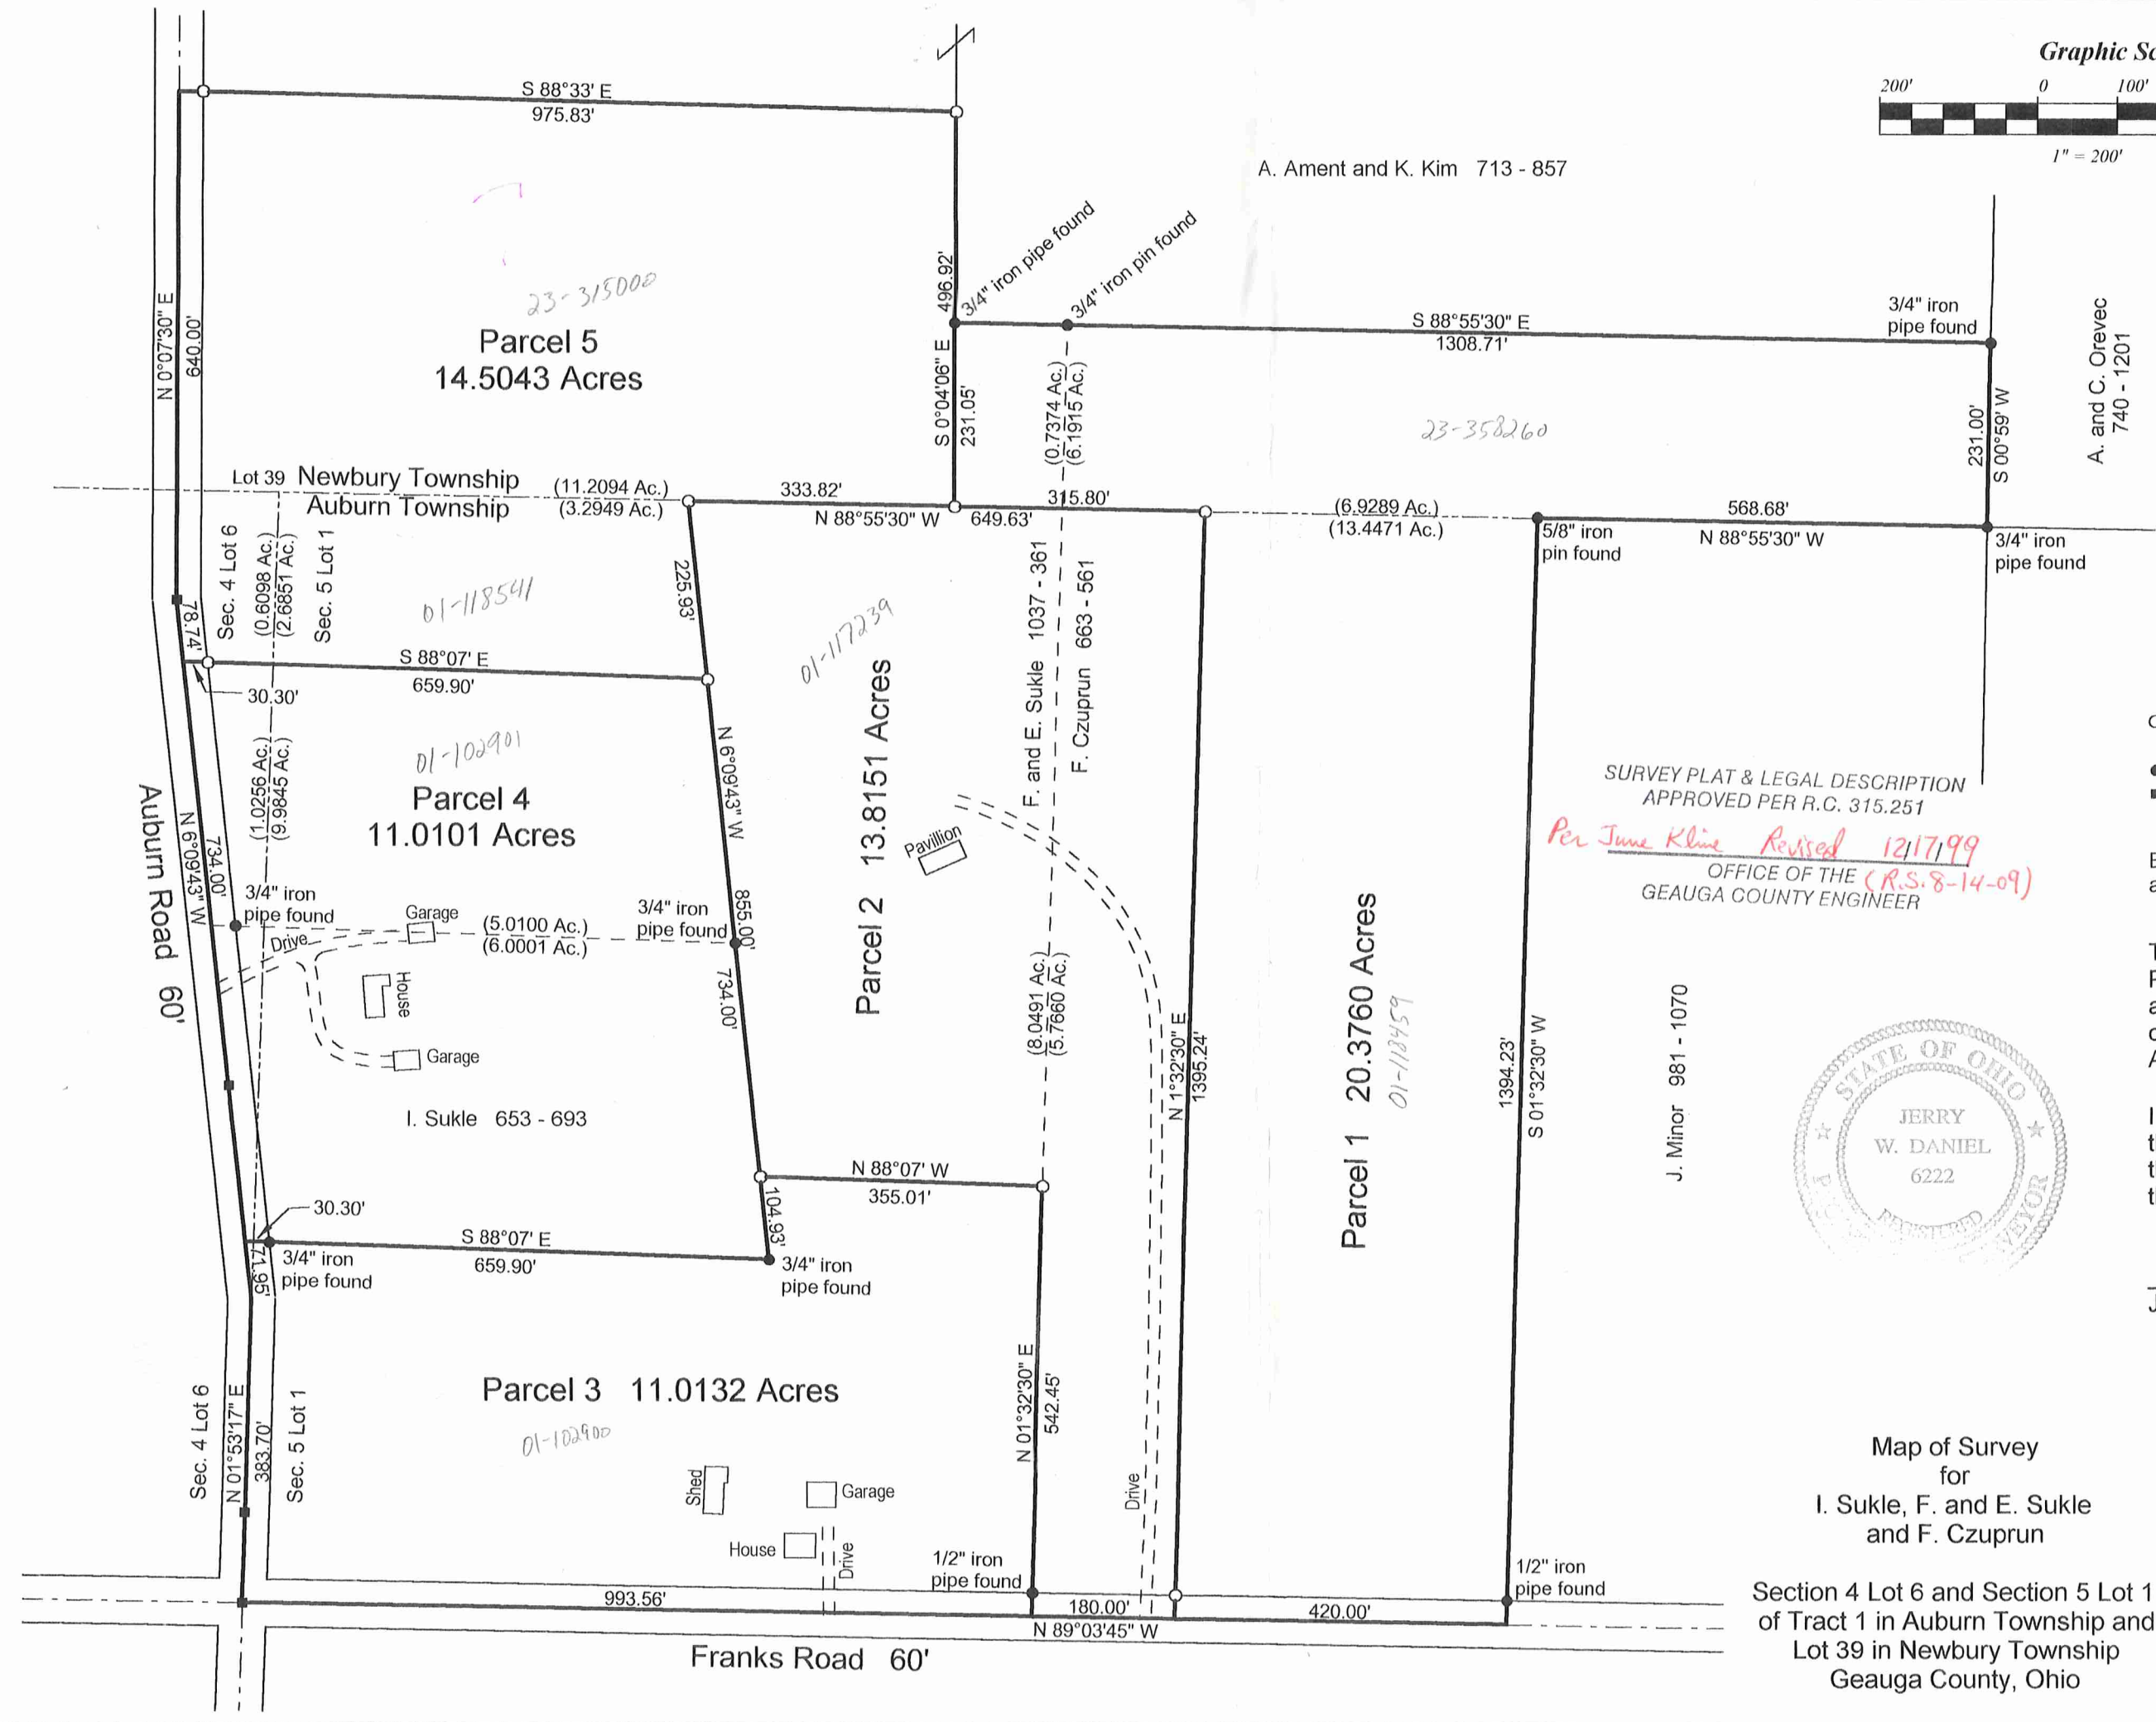 Graphic Sc
200'
0
100'
1" = 200'
S 88°33' E
975.83'
A. Ament and K. Kim 713 - 857
N 0°07'30" E
640.00'
23-315000
Parcel 5
14.5043 Acres
496.92'
3/4" iron pipe found
3/4" iron pin found
S 88°55'30" E
1308.71'
3/4" iron
pipe found
A. and C. Orevec
740 - 1201
S 0°04'06" E
231.05'
(0.7374 Ac.)
(6.1915 Ac.)
23-358260
231.00'
S 00°59' W
Lot 39 Newbury Township
Auburn Township
(11.2094 Ac.)
(3.2949 Ac.)
333.82'
N 88°55'30" W
649.63'
315.80'
(6.9289 Ac.)
(13.4471 Ac.)
5/8" iron
pin found
568.68'
N 88°55'30" W
3/4" iron
pipe found
Sec. 4 Lot 6
(0.6098 Ac.)
(2.6851 Ac.)
Sec. 5 Lot 1
78.74'
01-118541
225.93'
01-117239
F. and E. Sukle 1037 - 361
F. Czuprun 663 - 561
S 88°07' E
659.90'
30.30'
Auburn Road 60'
N 6°09'43" W
734.00'
(1.0256 Ac.)
(9.9845 Ac.)
01-102901
Parcel 4
11.0101 Acres
N 6°09'43" W
855.00'
734.00'
Parcel 2 13.8151 Acres
Pavillion
3/4" iron
pipe found
Drive
Garage
(5.0100 Ac.)
(6.0001 Ac.)
3/4" iron
pipe found
House
Garage
I. Sukle 653 - 693
(8.0491 Ac.)
(5.7660 Ac.)
N 1°32'30" E
1395.24'
Parcel 1 20.3760 Acres
01-118459
1394.23'
S 01°32'30" W
J. Minor 981 - 1070
SURVEY PLAT & LEGAL DESCRIPTION
APPROVED PER R.C. 315.251
Per June Kline Revised 12/17/99
OFFICE OF THE (R.S. 8-14-09)
GEAUGA COUNTY ENGINEER
STATE OF OHIO
JERRY
W. DANIEL
6222
REGISTERED
N 88°07' W
355.01'
104.93'
30.30'
S 88°07' E
659.90'
71.95'
3/4" iron
pipe found
3/4" iron
pipe found
Sec. 4 Lot 6
N 01°53'17" E
383.70'
Sec. 5 Lot 1
Parcel 3 11.0132 Acres
01-102900
N 01°32'30" E
542.45'
Shed
Garage
House
Drive
Drive
1/2" iron
pipe found
1/2" iron
pipe found
993.56'
180.00'
N 89°03'45" W
420.00'
Franks Road 60'
Map of Survey
for
I. Sukle, F. and E. Sukle
and F. Czuprun
Section 4 Lot 6 and Section 5 Lot 1
of Tract 1 in Auburn Township and
Lot 39 in Newbury Township
Geauga County, Ohio